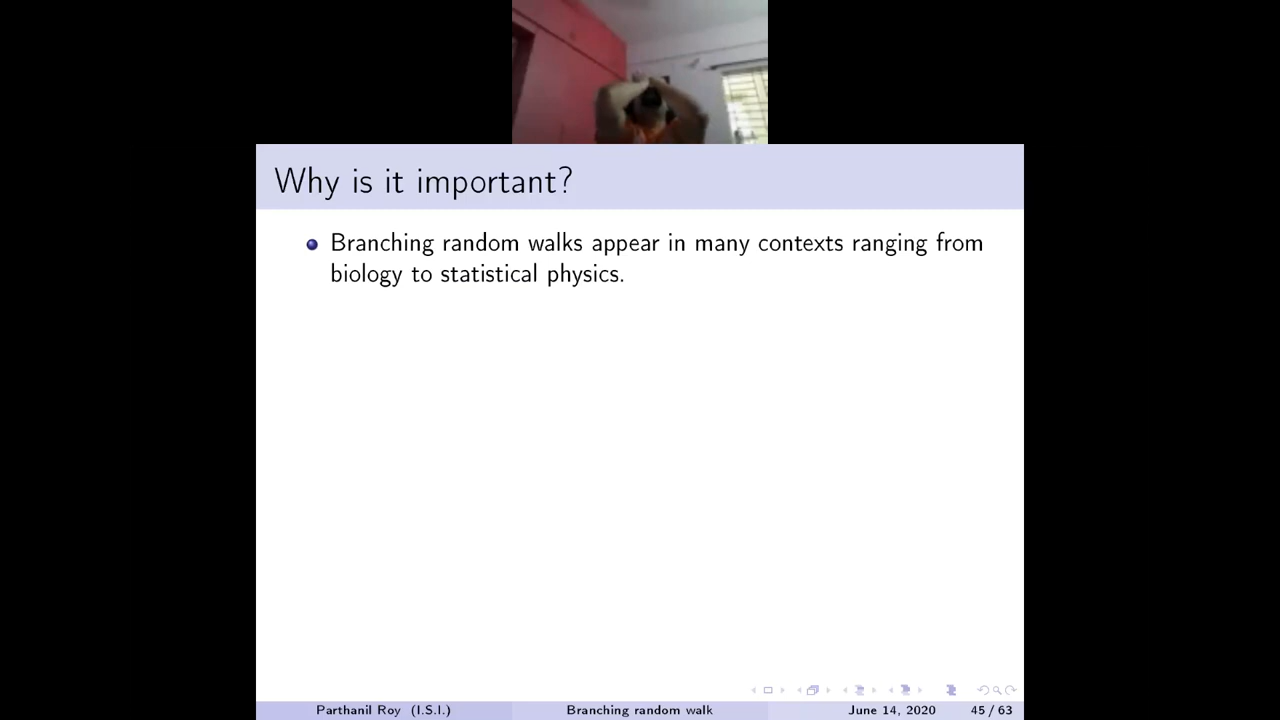 Why is it important?
Branching random walks appear in many contexts ranging from
biology to statistical physics.
Parthanil Roy (I.S.I.) Branching random walk June 14, 2020 45 / 63